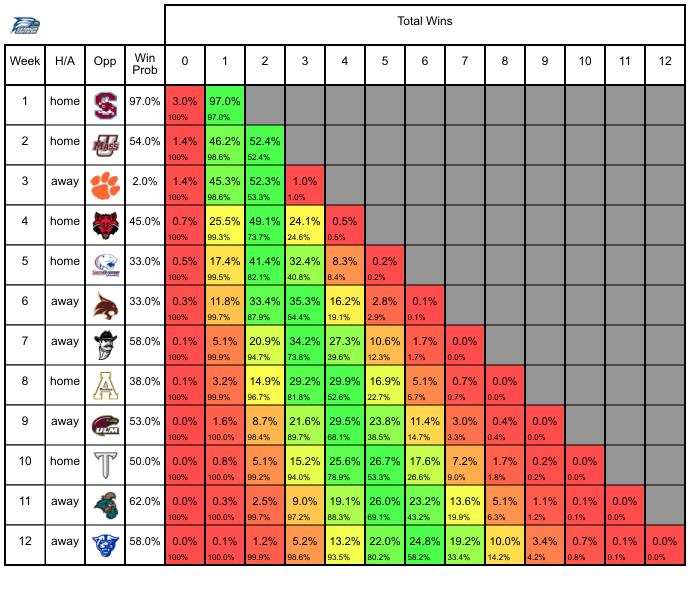 Total Wins
Week H/A Opp Win Prob 0 1 2 3 4 5 6 7 8 9 10 11 12
1 home S 97.0% 3.0% 97.0%
100% 97.0%
2 home MASS 54.0% 1.4% 46.2% 52.4%
100% 98.6% 52.4%
3 away 2.0% 1.4% 45.3% 52.3% 1.0%
100% 98.6% 53.3% 1.0%
4 home 45.0% 0.7% 25.5% 49.1% 24.1% 0.5%
100% 99.3% 73.7% 24.6% 0.5%
5 home 33.0% 0.5% 17.4% 41.4% 32.4% 8.3% 0.2%
100% 99.5% 82.1% 40.8% 8.4% 0.2%
6 away 33.0% 0.3% 11.8% 33.4% 35.3% 16.2% 2.8% 0.1%
100% 99.7% 87.9% 54.4% 19.1% 2.9% 0.1%
7 away 58.0% 0.1% 5.1% 20.9% 34.2% 27.3% 10.6% 1.7% 0.0%
100% 99.9% 94.7% 73.8% 39.6% 12.3% 1.7% 0.0%
8 home A 38.0% 0.1% 3.2% 14.9% 29.2% 29.9% 16.9% 5.1% 0.7% 0.0%
100% 99.9% 96.7% 81.8% 52.6% 22.7% 5.7% 0.7% 0.0%
9 away ULM 53.0% 0.0% 1.6% 8.7% 21.6% 29.5% 23.8% 11.4% 3.0% 0.4% 0.0%
100% 100.0% 98.4% 89.7% 68.1% 38.5% 14.7% 3.3% 0.4% 0.0%
10 home T 50.0% 0.0% 0.8% 5.1% 15.2% 25.6% 26.7% 17.6% 7.2% 1.7% 0.2% 0.0%
100% 100.0% 99.2% 94.0% 78.9% 53.3% 26.6% 9.0% 1.8% 0.2% 0.0%
11 away 62.0% 0.0% 0.3% 2.5% 9.0% 19.1% 26.0% 23.2% 13.6% 5.1% 1.1% 0.1% 0.0%
100% 100.0% 99.7% 97.2% 88.3% 69.1% 43.2% 19.9% 6.3% 1.2% 0.1% 0.0%
12 away 58.0% 0.0% 0.1% 1.2% 5.2% 13.2% 22.0% 24.8% 19.2% 10.0% 3.4% 0.7% 0.1% 0.0%
100% 100.0% 99.9% 98.6% 93.5% 80.2% 58.2% 33.4% 14.2% 4.2% 0.8% 0.1% 0.0%